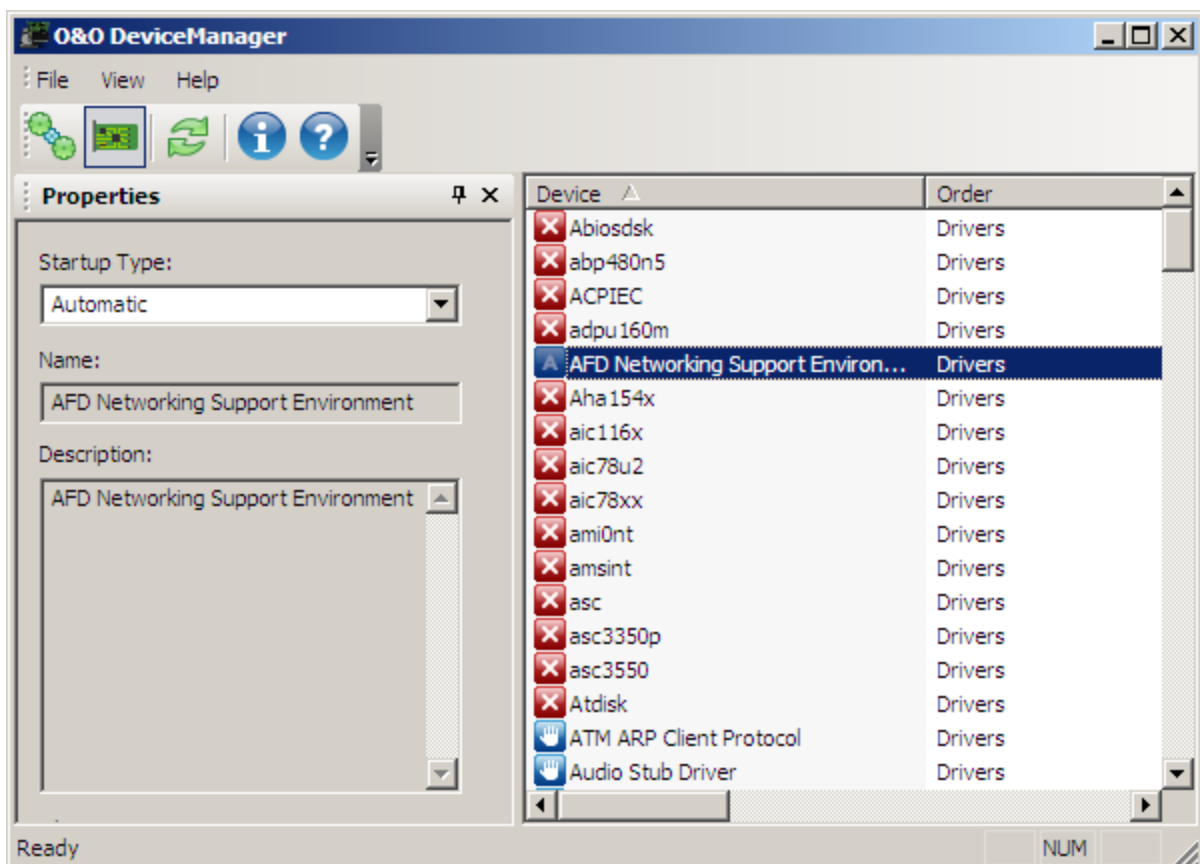 O&O DeviceManager
File View Help
Properties
Startup Type:
Automatic
Name:
AFD Networking Support Environment
Description:
AFD Networking Support Environment
Device Order
Abiosdsk Drivers
abp480n5 Drivers
ACPIEC Drivers
adpu160m Drivers
A AFD Networking Support Environ... Drivers
Aha154x Drivers
aic116x Drivers
aic78u2 Drivers
aic78xx Drivers
ami0nt Drivers
amsint Drivers
asc Drivers
asc3350p Drivers
asc3550 Drivers
Atdisk Drivers
ATM ARP Client Protocol Drivers
Audio Stub Driver Drivers
Ready NUM